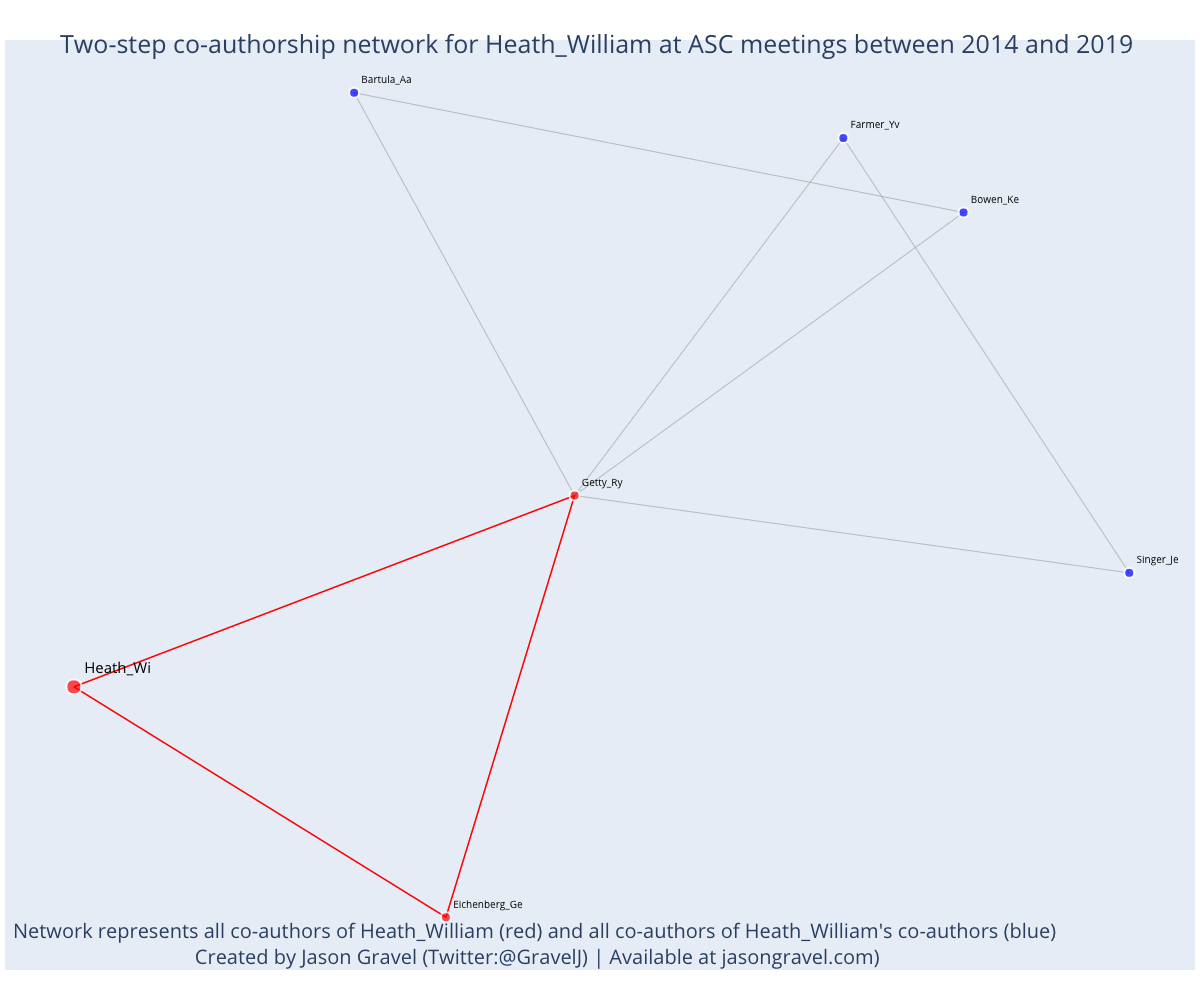 Two-step co-authorship network for Heath_William at ASC meetings between 2014 and 2019
Bartula_Aa
Farmer_Yv
Bowen_Ke
Getty_Ry
Singer_Je
Heath_Wi
Eichenberg_Ge
Network represents all co-authors of Heath_William (red) and all co-authors of Heath_William's co-authors (blue)
Created by Jason Gravel (Twitter:@GravelJ) | Available at jasongravel.com)